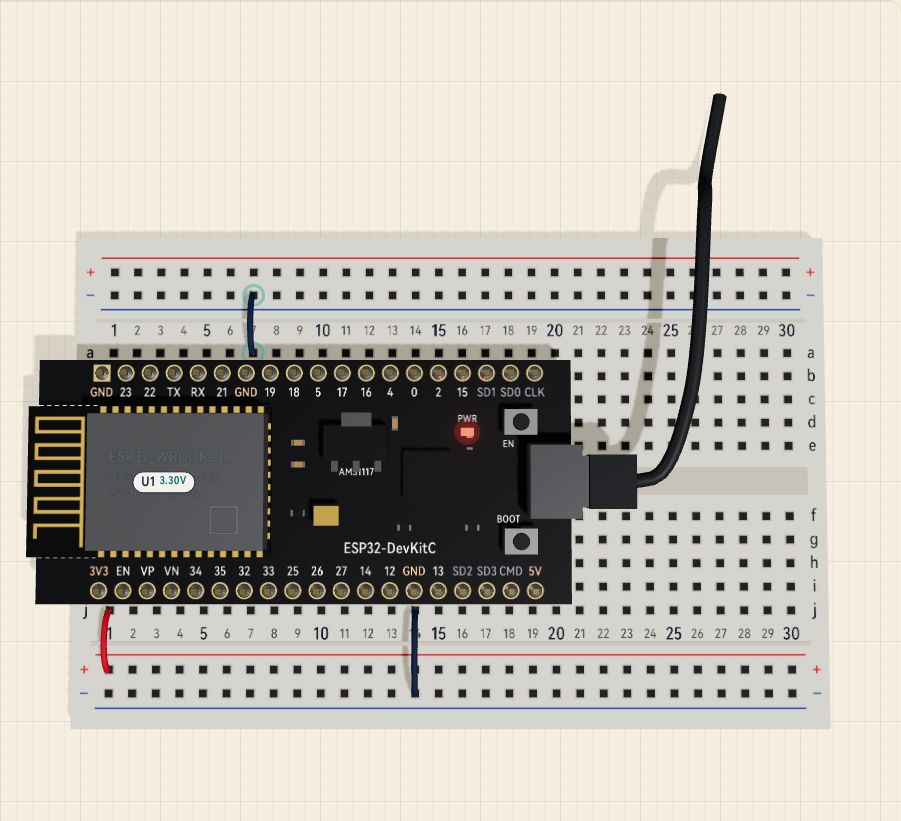 + +
− −
1 2 3 4 5 6 7 8 9 10 11 12 13 14 15 16 17 18 19 20 21 22 23 24 25 26 27 28 29 30
a a
b
GND 23 22 TX RX 21 GND 19 18 5 17 16 4 0 2 15 SD1 SD0 CLK
c
PWR
d
EN
e
ESP32-WROOM-32
AMS1117
U1 3.30V
BOOT
f
g
ESP32-DevKitC
h
3V3 EN VP VN 34 35 32 33 25 26 27 14 12 GND 13 SD2 SD3 CMD 5V
i
j j
1 2 3 4 5 6 7 8 9 10 11 12 13 14 15 16 17 18 19 20 21 22 23 24 25 26 27 28 29 30
+ +
− −